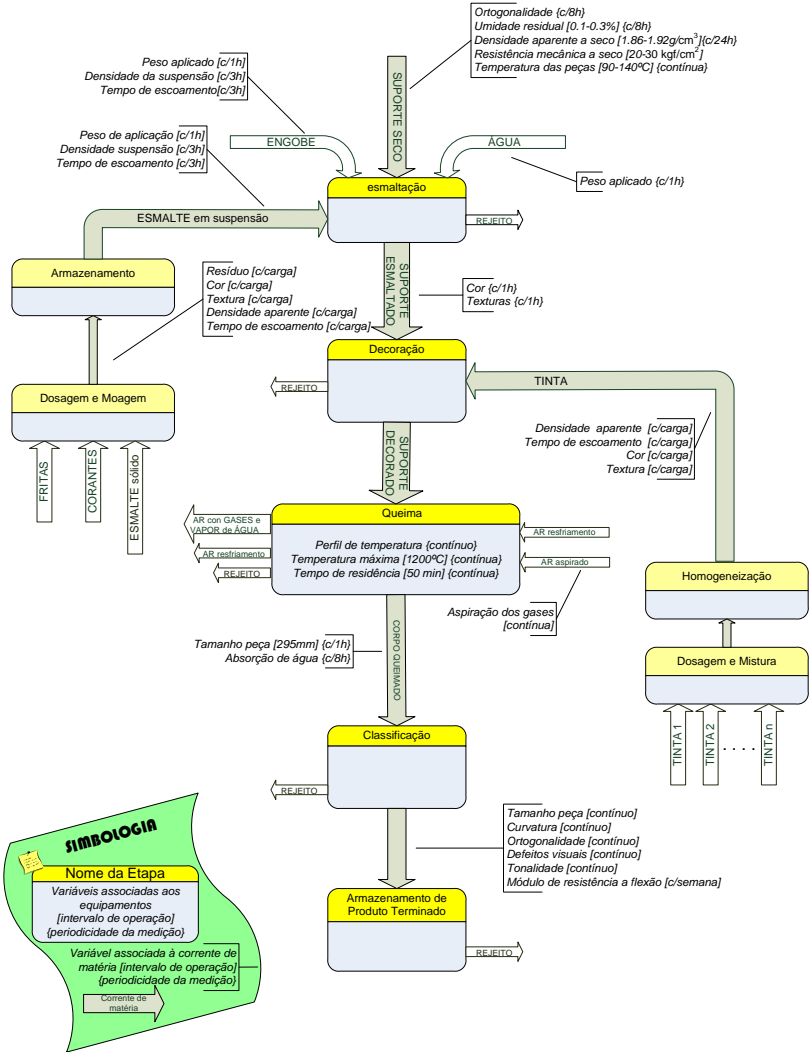 Ortogonalidade {c/8h}
Umidade residual [0.1-0.3%] {c/8h}
Densidade aparente a seco [1.86-1.92g/cm³]{c/24h}
Resistência mecânica a seco [20-30 kgf/cm²]
Temperatura das peças [90-140ºC] {contínua}
Peso aplicado [c/1h]
Densidade da suspensão [c/3h]
Tempo de escoamento[c/3h]
SUPORTE SECO
Peso de aplicação [c/1h]
Densidade suspensão [c/3h]
Tempo de escoamento [c/3h]
ENGOBE
ÁGUA
Peso aplicado {c/1h}
esmaltação
ESMALTE em suspensão
REJEITO
Armazenamento
Resíduo [c/carga]
Cor [c/carga]
Textura [c/carga]
Densidade aparente [c/carga]
Tempo de escoamento [c/carga]
SUPORTE
ESMALTADO
Cor {c/1h}
Texturas {c/1h}
Decoração
REJEITO
TINTA
Dosagem e Moagem
FRITAS
CORANTES
ESMALTE sólido
SUPORTE
DECORADO
Densidade aparente [c/carga]
Tempo de escoamento [c/carga]
Cor [c/carga]
Textura [c/carga]
Queima
Perfil de temperatura {contínuo}
Temperatura máxima [1200ºC] {contínua}
Tempo de residência [50 min] {contínua}
AR con GASES e
VAPOR de ÁGUA
AR resfriamento
REJEITO
AR resfriamento
AR aspirado
Aspiração dos gases
[contínua]
Homogeneização
Dosagem e Mistura
TINTA 1
TINTA 2
. . . .
TINTA n
Tamanho peça [295mm] {c/1h}
Absorção de água {c/8h}
CORPO QUEIMADO
Classificação
REJEITO
Tamanho peça [contínuo]
Curvatura [contínuo]
Ortogonalidade [contínuo]
Defeitos visuais [contínuo]
Tonalidade [contínuo]
Módulo de resistência a flexão [c/semana]
Armazenamento de
Produto Terminado
REJEITO
SIMBOLOGIA
Nome da Etapa
Variáveis associadas aos
equipamentos
[intervalo de operação]
{periodicidade da medição}
Variável associada à corrente de
matéria [intervalo de operação]
{periodicidade da medição}
Corrente de
matéria